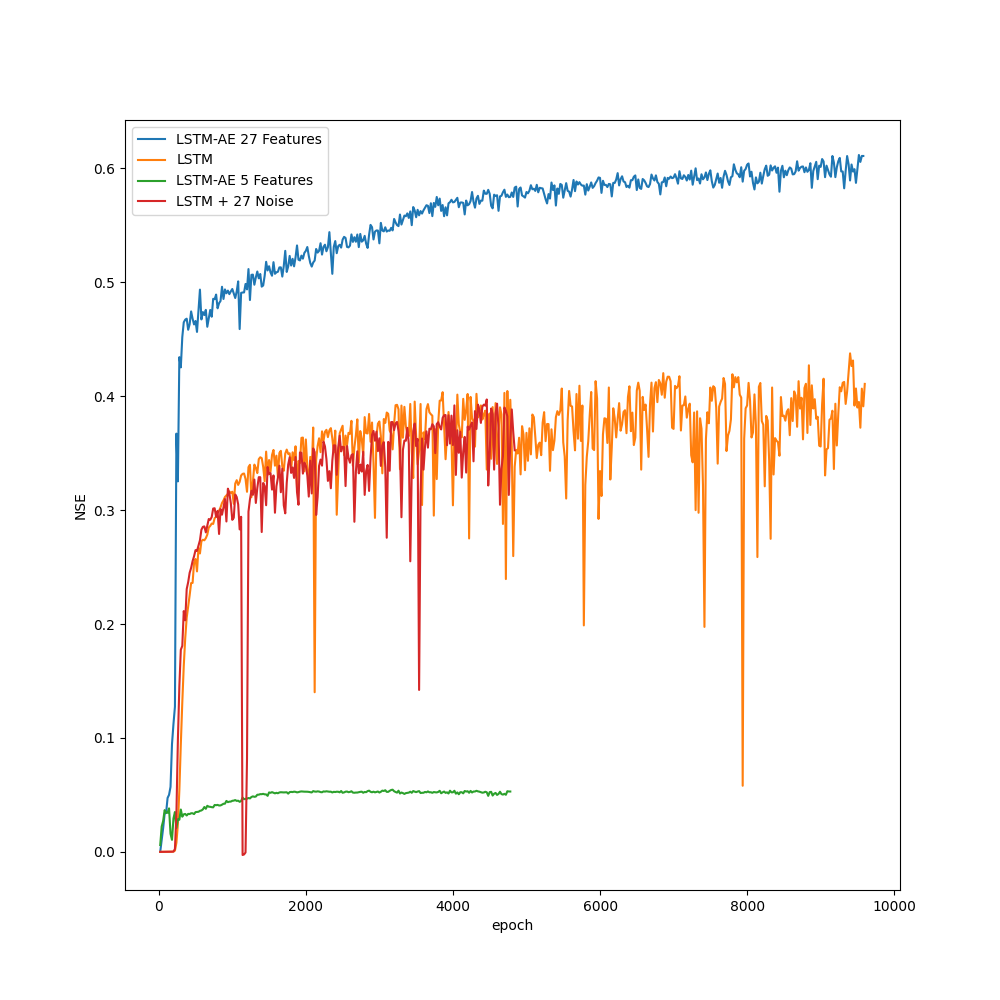 LSTM-AE 27 Features
LSTM
LSTM-AE 5 Features
LSTM + 27 Noise
0.6
0.5
0.4
0.3
0.2
0.1
0.0
NSE
0 2000 4000 6000 8000 10000
epoch